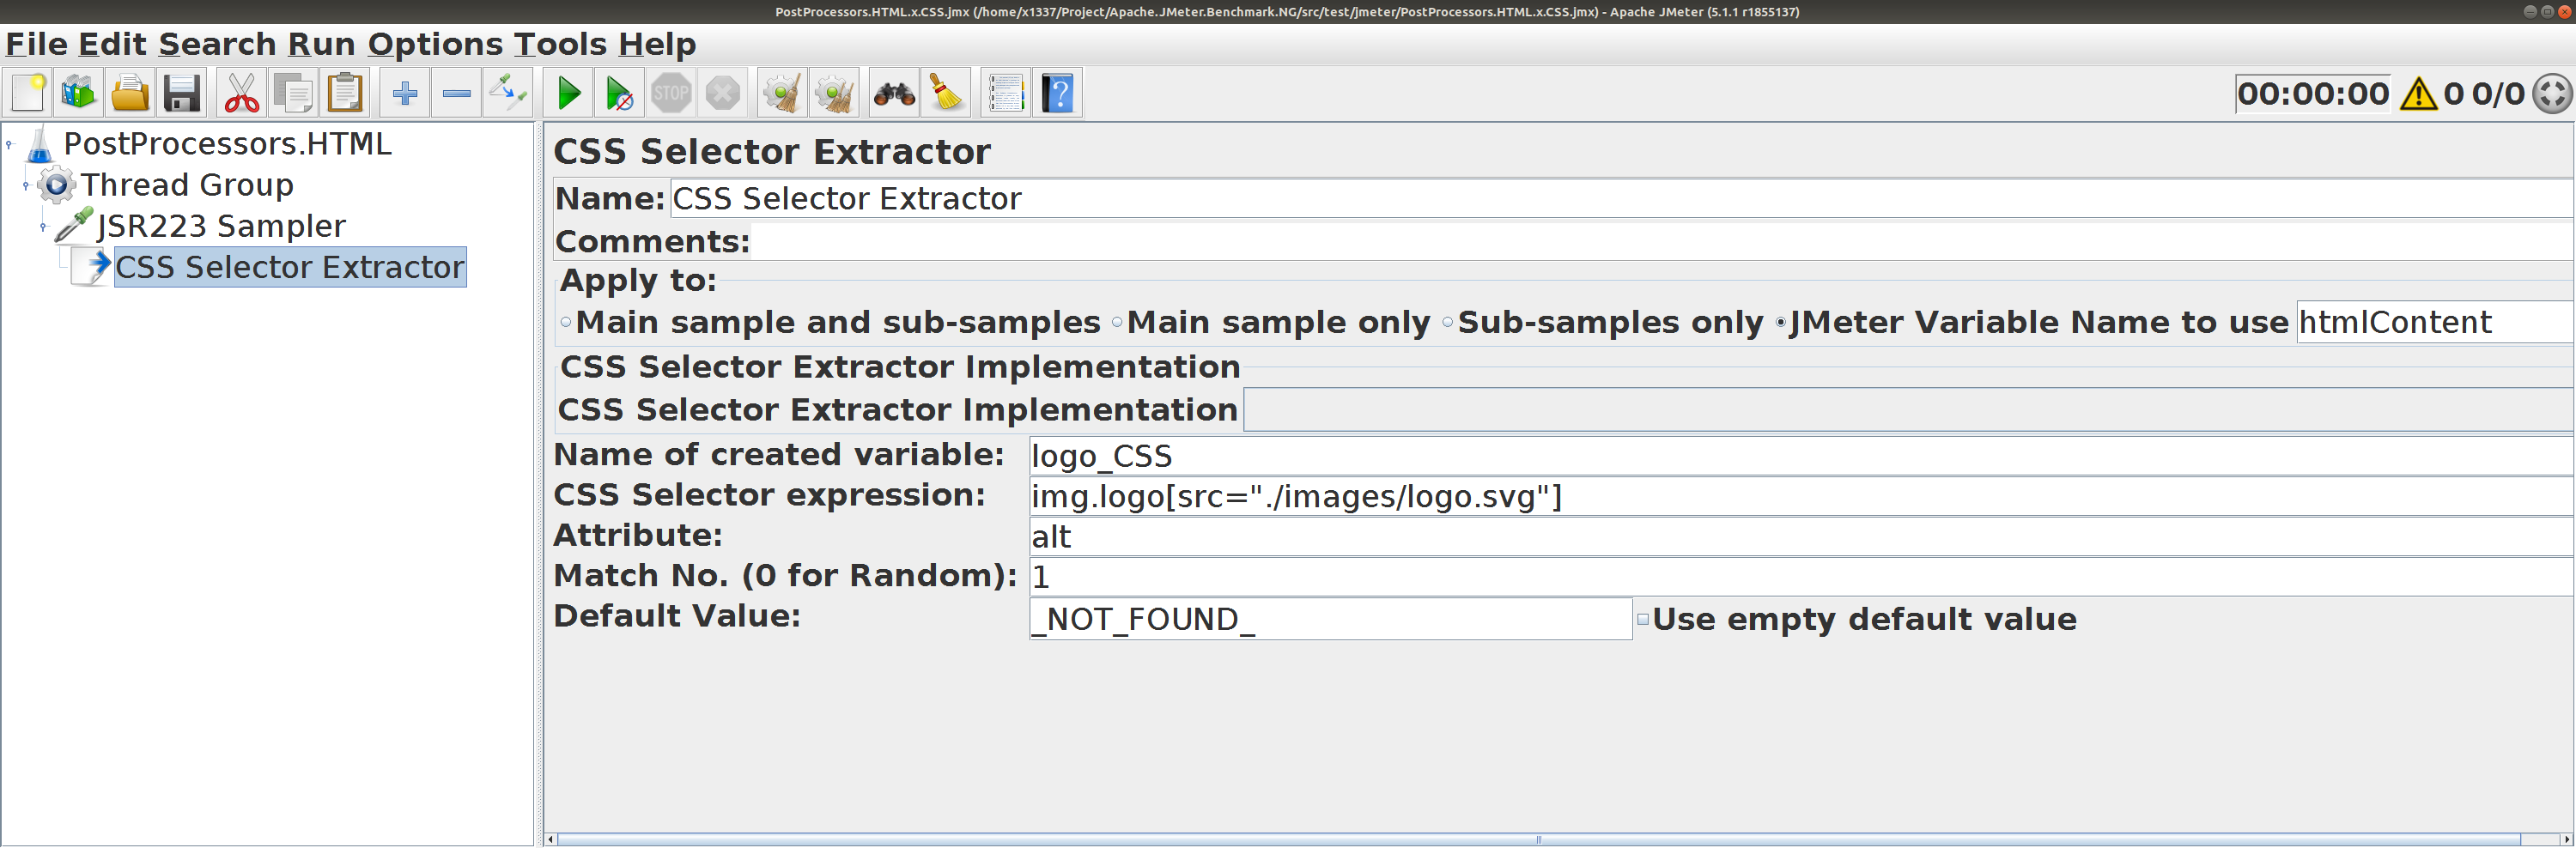 PostProcessors.HTML.x.CSS.jmx (/home/x1337/Project/Apache.JMeter.Benchmark.NG/src/test/jmeter/PostProcessors.HTML.x.CSS.jmx) - Apache JMeter (5.1.1 r1855137)
File Edit Search Run Options Tools Help
STOP
00:00:00 0 0/0
PostProcessors.HTML
Thread Group
JSR223 Sampler
CSS Selector Extractor
CSS Selector Extractor
Name: CSS Selector Extractor
Comments:
Apply to:
Main sample and sub-samples Main sample only Sub-samples only JMeter Variable Name to use htmlContent
CSS Selector Extractor Implementation
CSS Selector Extractor Implementation
Name of created variable: logo_CSS
CSS Selector expression: img.logo[src="./images/logo.svg"]
Attribute: alt
Match No. (0 for Random): 1
Default Value: _NOT_FOUND_ Use empty default value